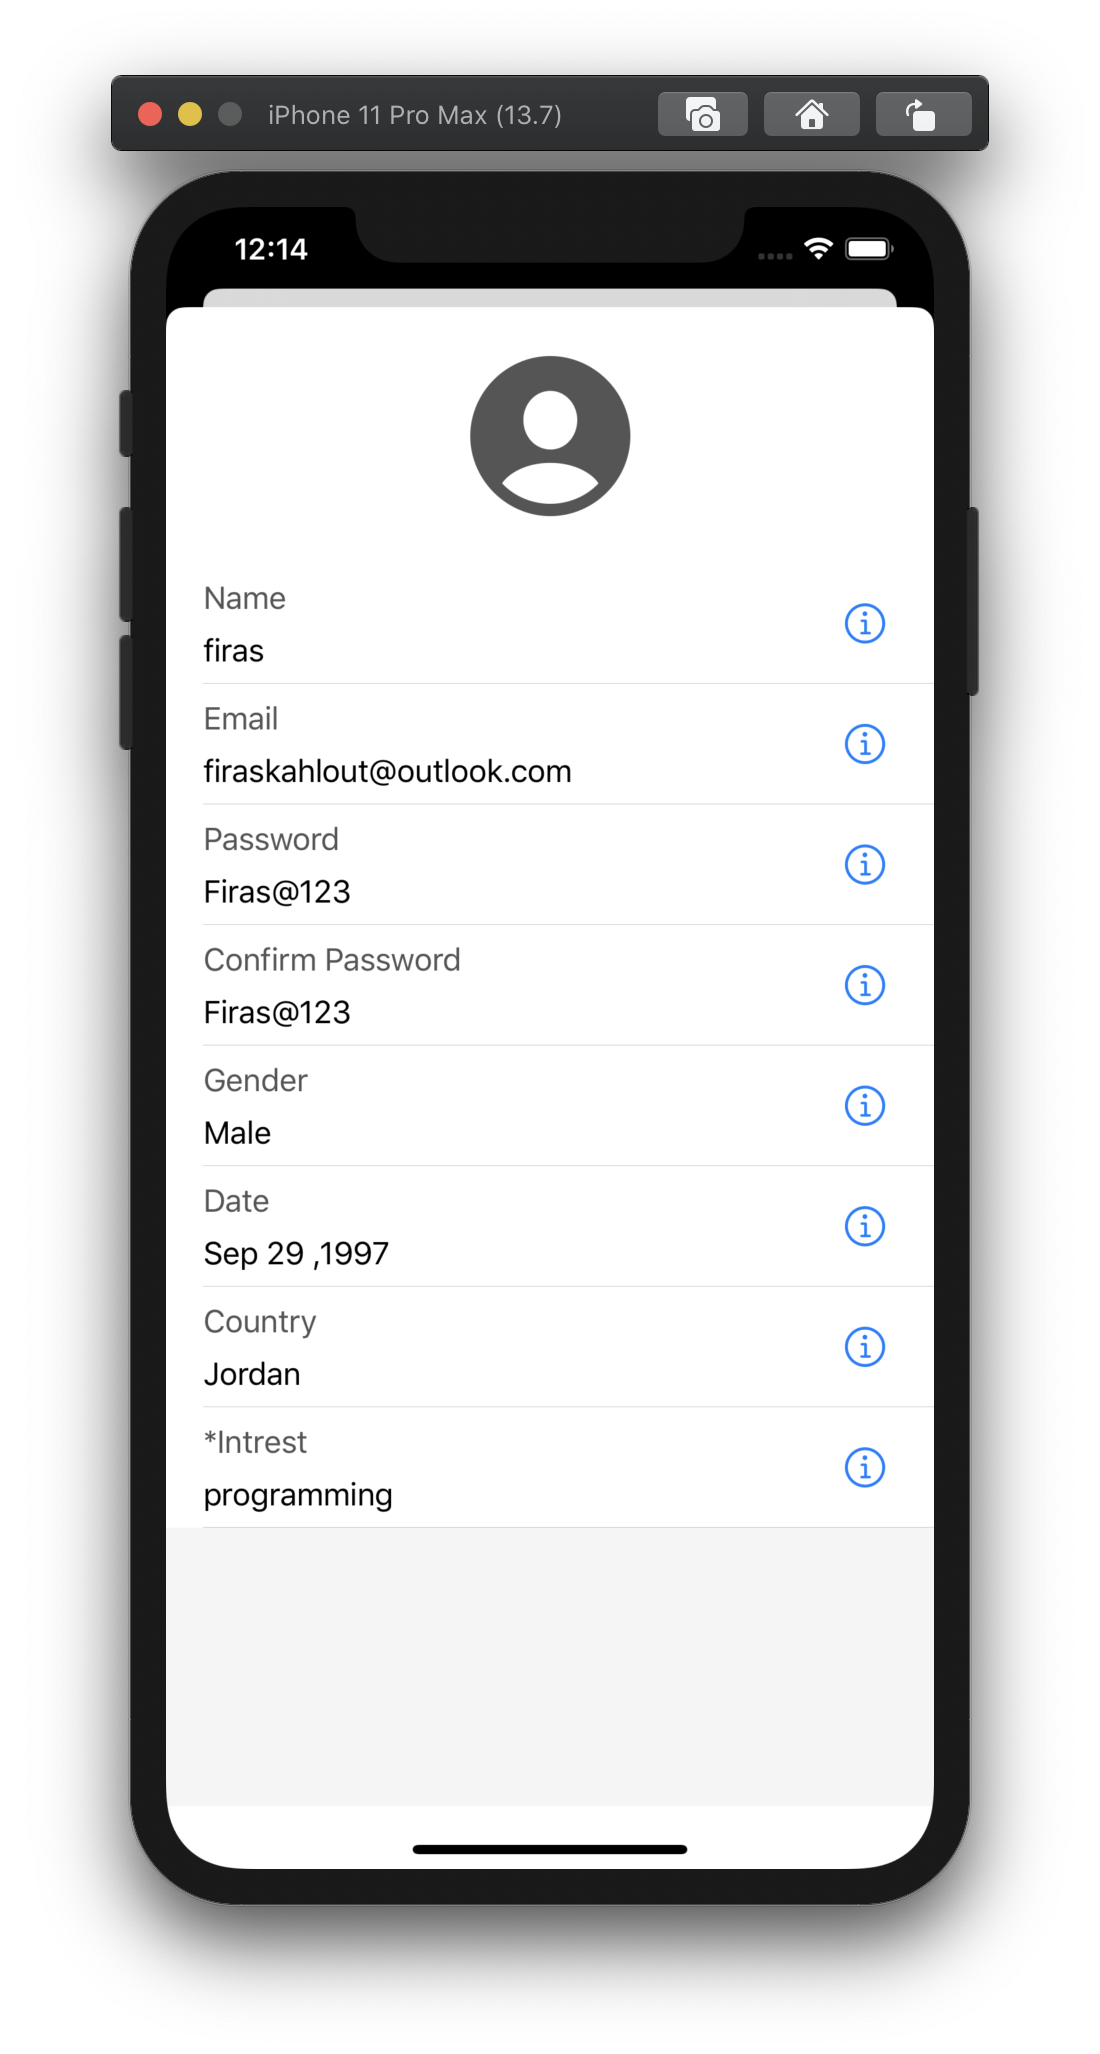 iPhone 11 Pro Max (13.7)
12:14
Name
firas
Email
firaskahlout@outlook.com
Password
Firas@123
Confirm Password
Firas@123
Gender
Male
Date
Sep 29 ,1997
Country
Jordan
*Intrest
programming